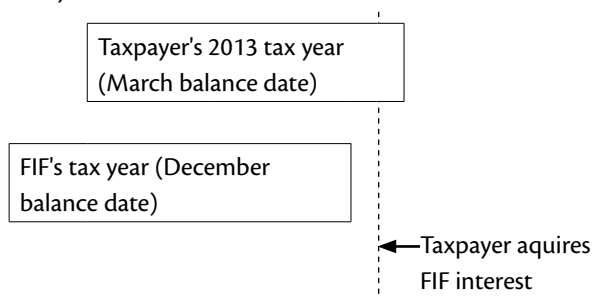 Taxpayer's 2013 tax year
(March balance date)
FIF's tax year (December
balance date)
Taxpayer aquires
FIF interest